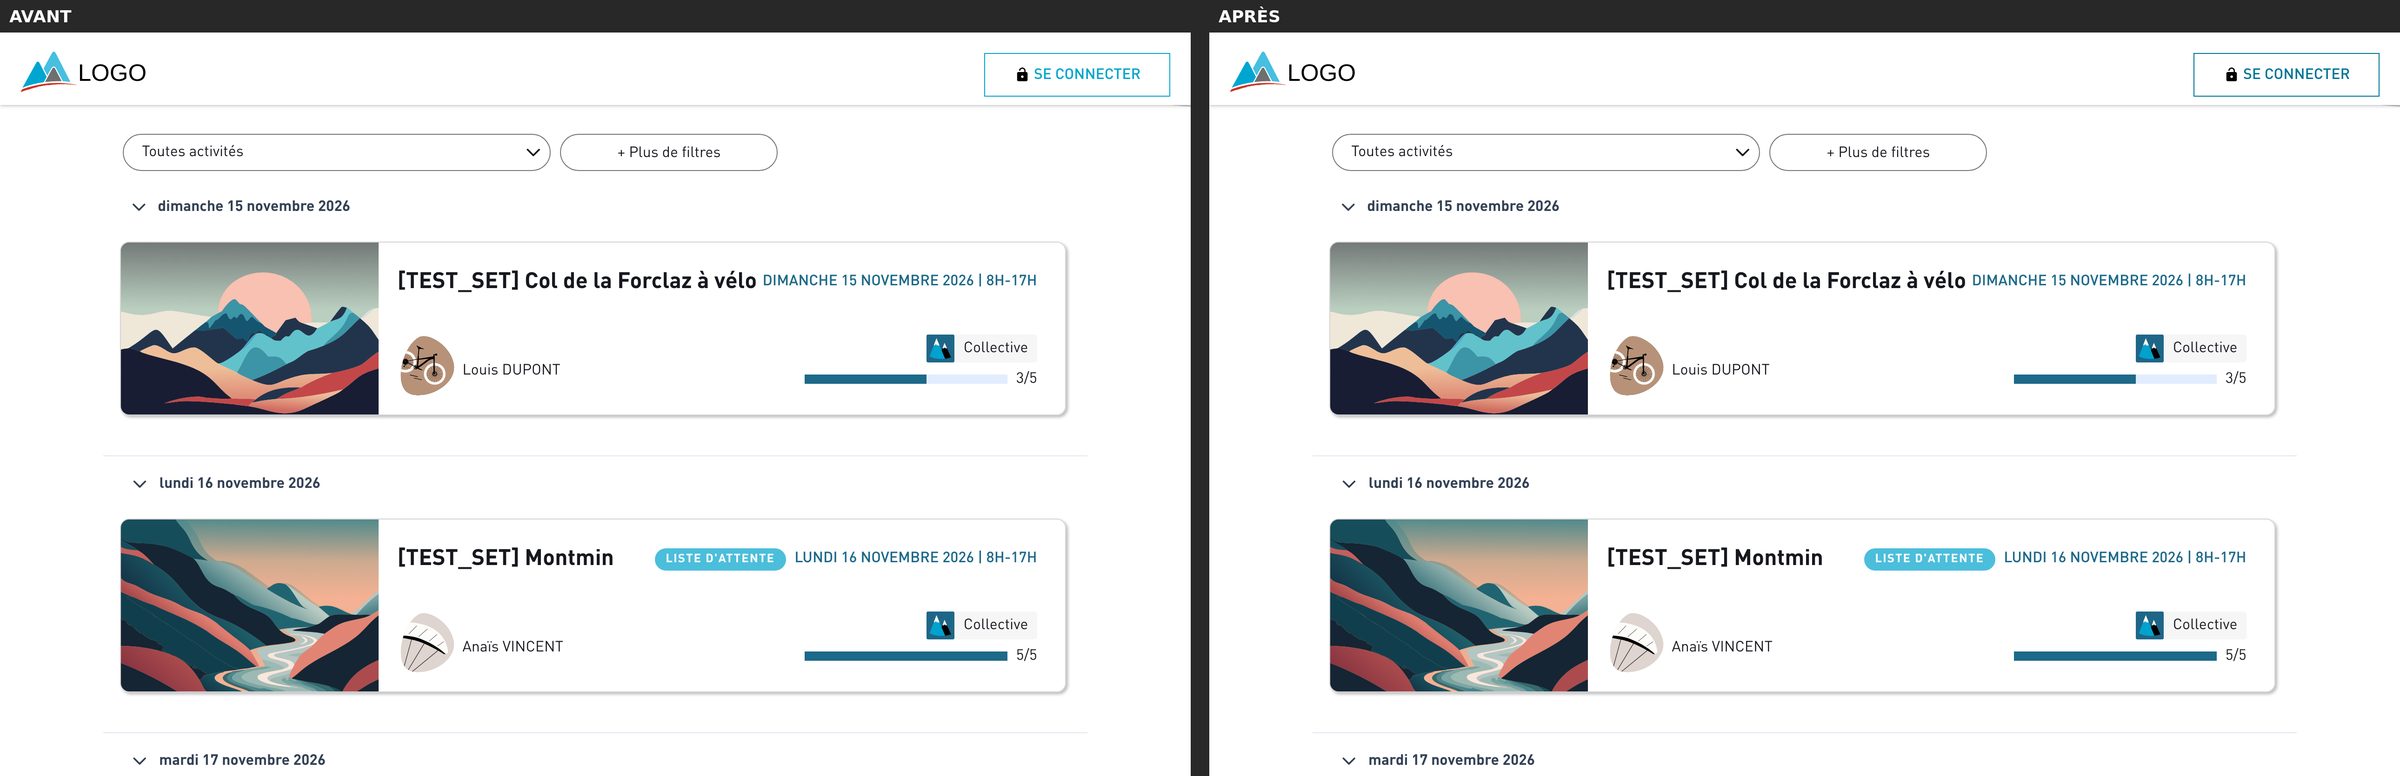 AVANT
LOGO
SE CONNECTER
Toutes activités
+ Plus de filtres
dimanche 15 novembre 2026
[TEST_SET] Col de la Forclaz à vélo DIMANCHE 15 NOVEMBRE 2026 | 8H-17H
Collective
Louis DUPONT
3/5
lundi 16 novembre 2026
[TEST_SET] Montmin LISTE D'ATTENTE LUNDI 16 NOVEMBRE 2026 | 8H-17H
Collective
Anaïs VINCENT
5/5
mardi 17 novembre 2026
APRÈS
LOGO
SE CONNECTER
Toutes activités
+ Plus de filtres
dimanche 15 novembre 2026
[TEST_SET] Col de la Forclaz à vélo DIMANCHE 15 NOVEMBRE 2026 | 8H-17H
Collective
Louis DUPONT
3/5
lundi 16 novembre 2026
[TEST_SET] Montmin LISTE D'ATTENTE LUNDI 16 NOVEMBRE 2026 | 8H-17H
Collective
Anaïs VINCENT
5/5
mardi 17 novembre 2026